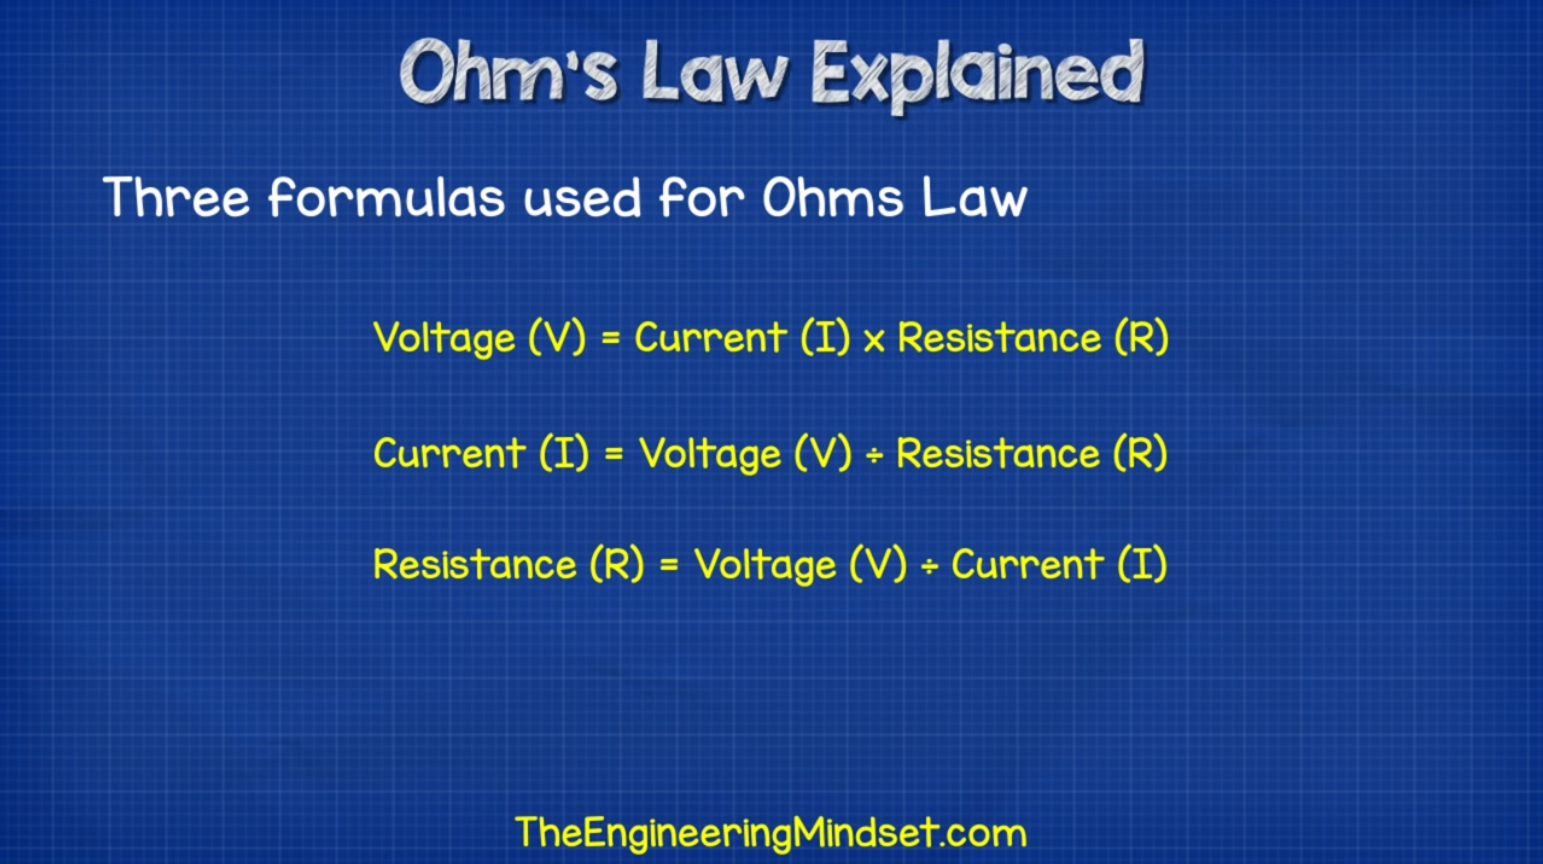 Ohm's Law Explained
Three formulas used for Ohms Law
Voltage (V) = Current (I) x Resistance (R)
Current (I) = Voltage (V) ÷ Resistance (R)
Resistance (R) = Voltage (V) ÷ Current (I)
TheEngineeringMindset.com